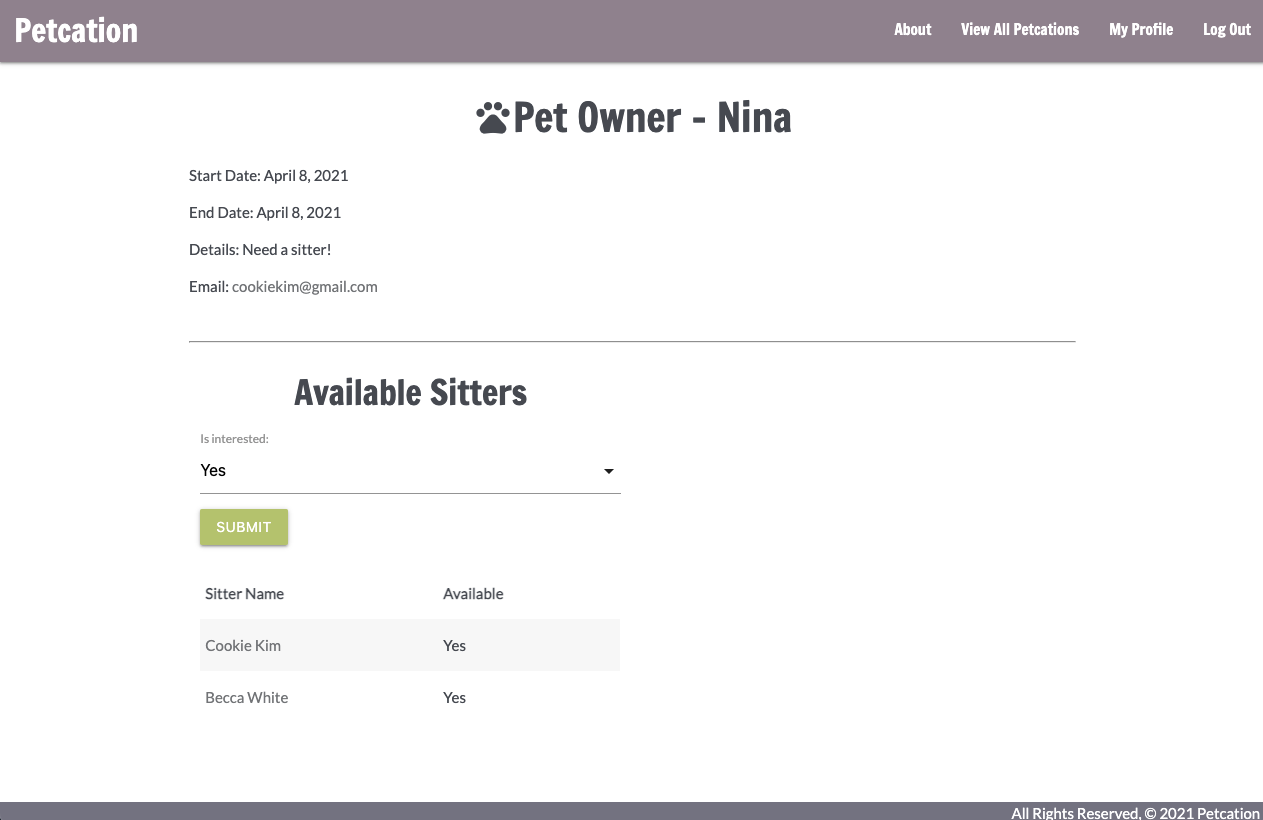 Petcation
About View All Petcations My Profile Log Out
Pet Owner - Nina
Start Date: April 8, 2021
End Date: April 8, 2021
Details: Need a sitter!
Email: cookiekim@gmail.com
Available Sitters
Is interested:
Yes
SUBMIT
Sitter Name Available
Cookie Kim Yes
Becca White Yes
All Rights Reserved, © 2021 Petcation